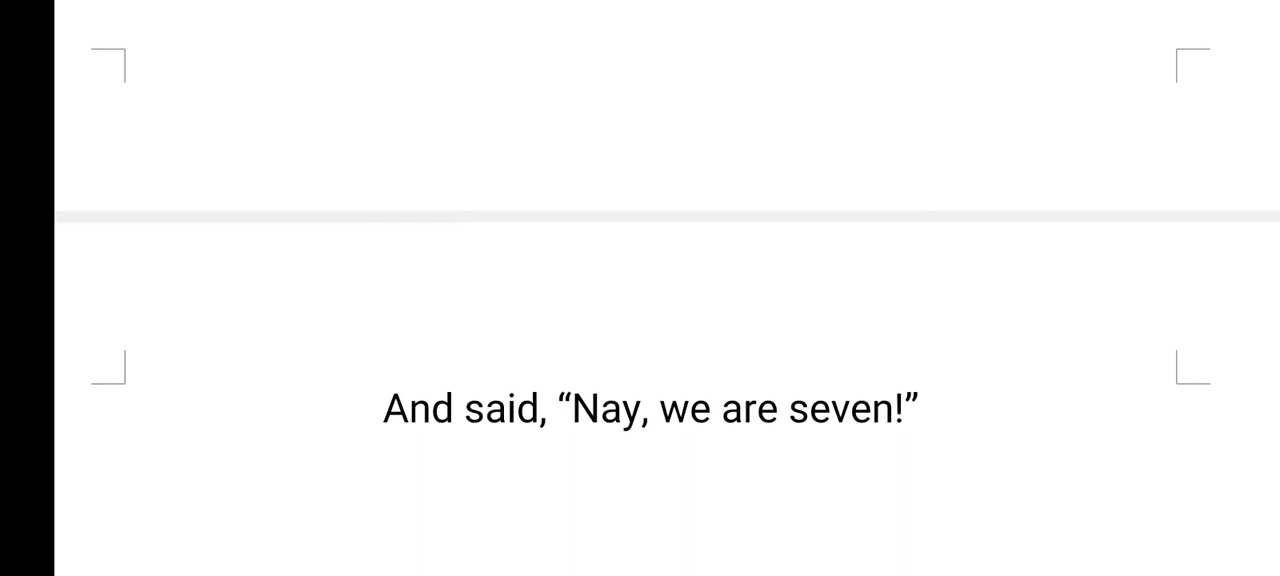 And said, “Nay, we are seven!”